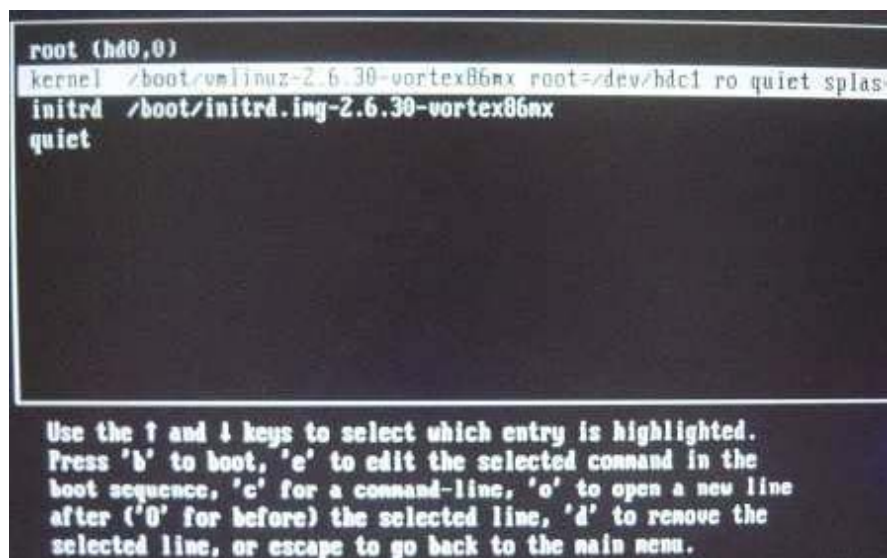 root (hd0,0)
kernel /boot/vmlinuz-2.6.30-vortex86mx root=/dev/hdc1 ro quiet splas
initrd /boot/initrd.img-2.6.30-vortex86mx
quiet
Use the ↑ and ↓ keys to select which entry is highlighted.
Press 'b' to boot, 'e' to edit the selected command in the
boot sequence, 'c' for a command-line, 'o' to open a new line
after ('O' for before) the selected line, 'd' to remove the
selected line, or escape to go back to the main menu.